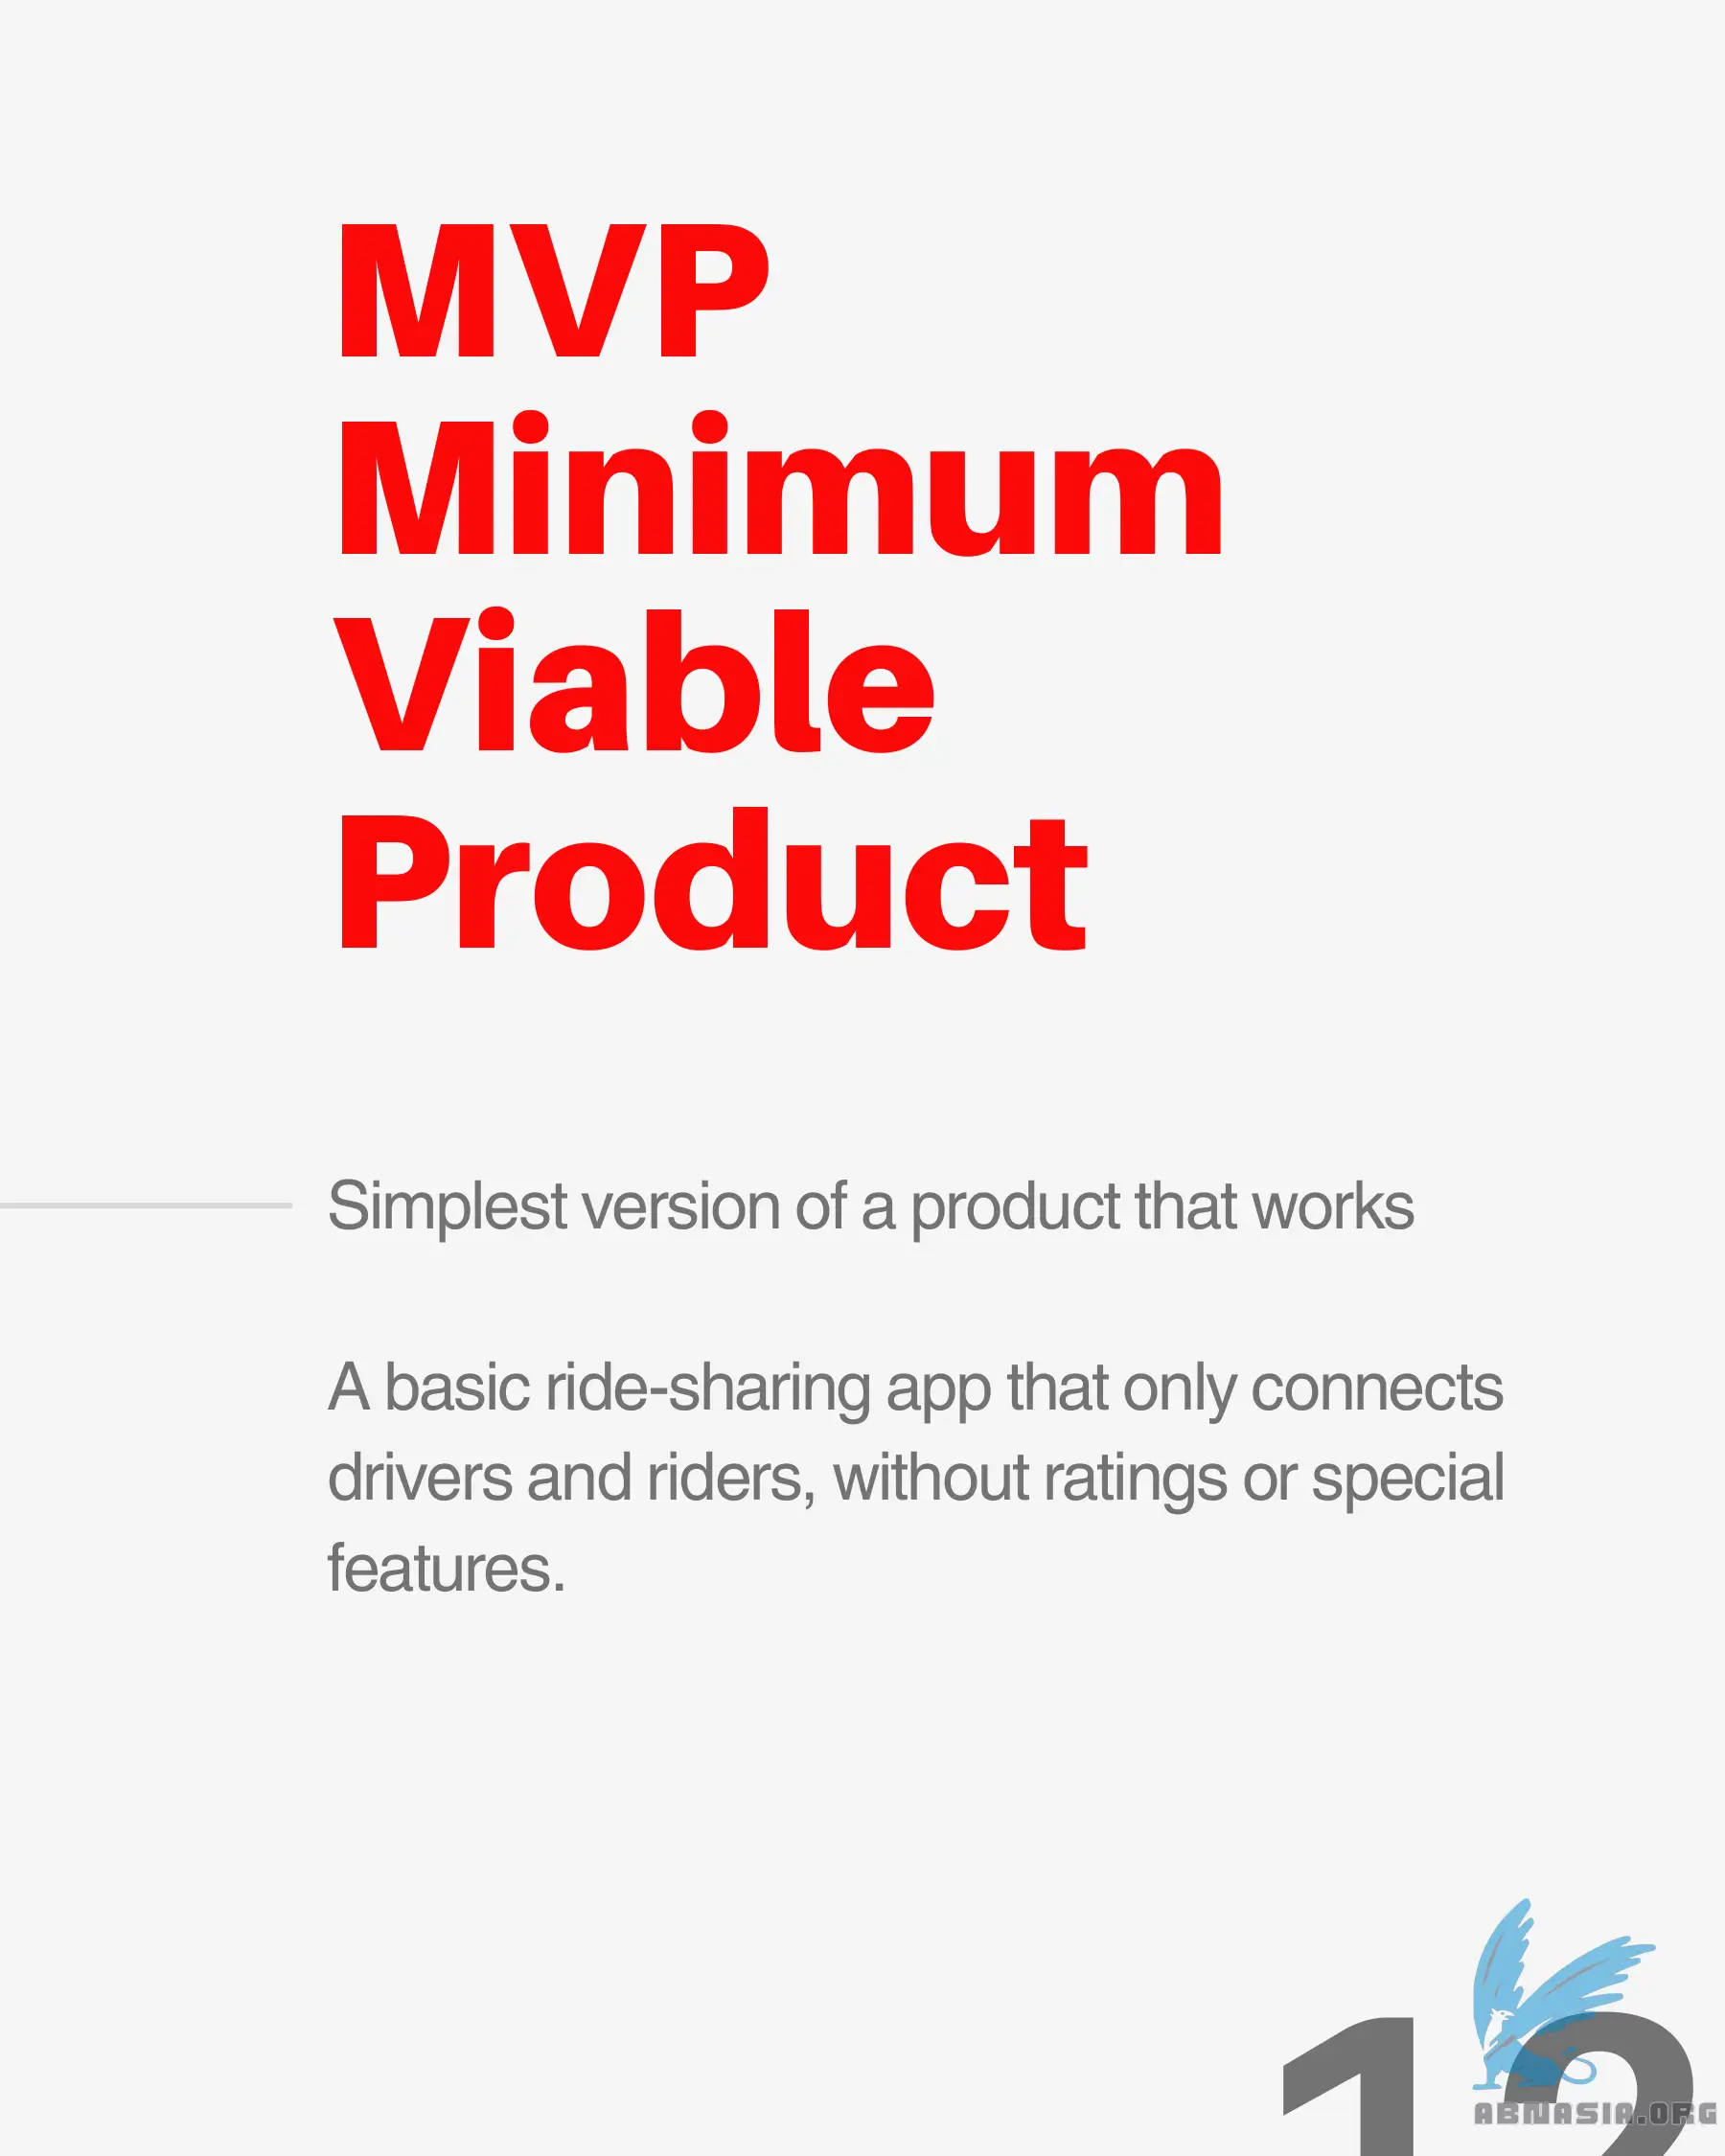 MVP
Minimum
Viable
Product
Simplest version of a product that works
A basic ride-sharing app that only connects
drivers and riders, without ratings or special
features.
12
ABNASIA.ORG